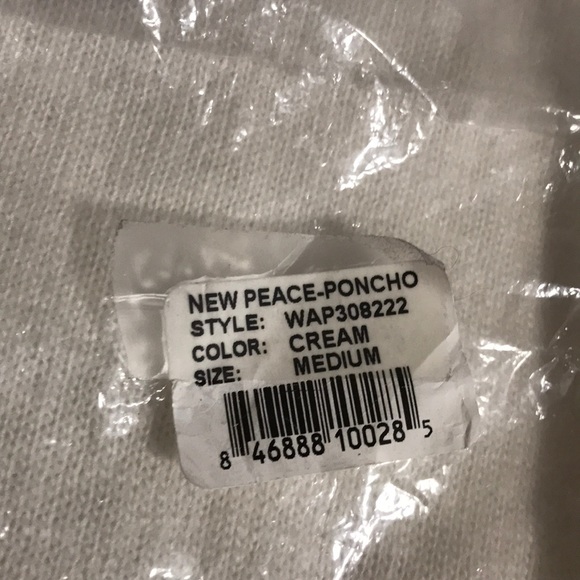 NEW PEACE-PONCHO
STYLE: WAP308222
COLOR: CREAM
SIZE: MEDIUM
8 46888 10028 5